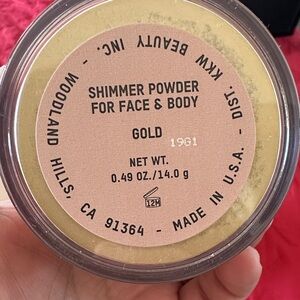 SHIMMER POWDER
FOR FACE & BODY
GOLD
19G1
NET WT.
0.49 OZ./14.0 g
12M
DIST. KKW BEAUTY INC. - WOODLAND HILLS, CA 91364 - MADE IN U.S.A. -